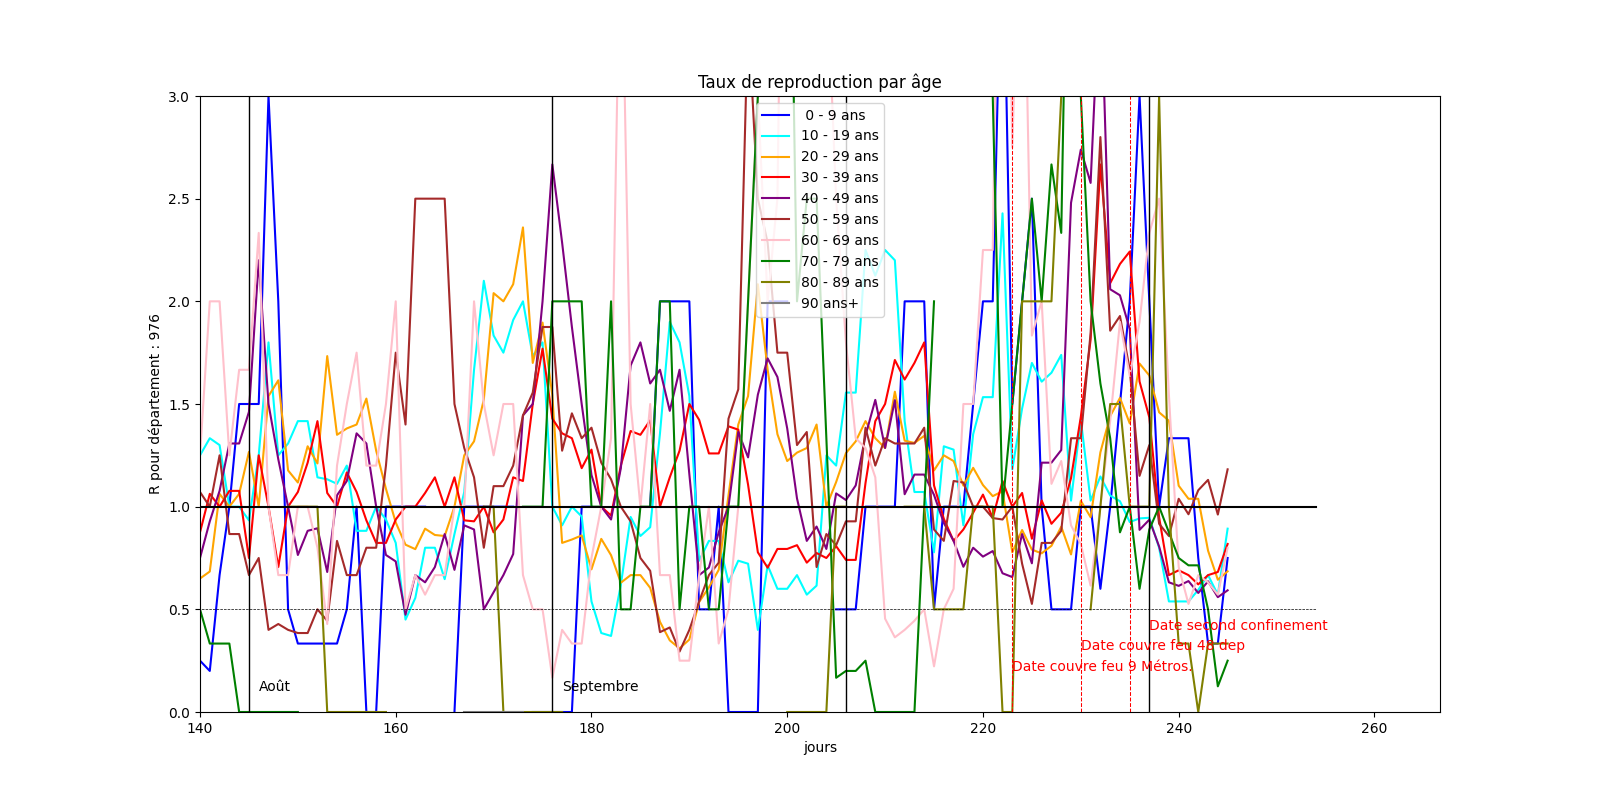 Taux de reproduction par âge
R pour département : 976
3.0
2.5
2.0
1.5
1.0
0.5
0.0
0 - 9 ans
10 - 19 ans
20 - 29 ans
30 - 39 ans
40 - 49 ans
50 - 59 ans
60 - 69 ans
70 - 79 ans
80 - 89 ans
90 ans+
Date second confinement
Date couvre feu 48 dep
Date couvre feu 9 Métros.
Août
Septembre
140
160
180
200
220
240
260
jours